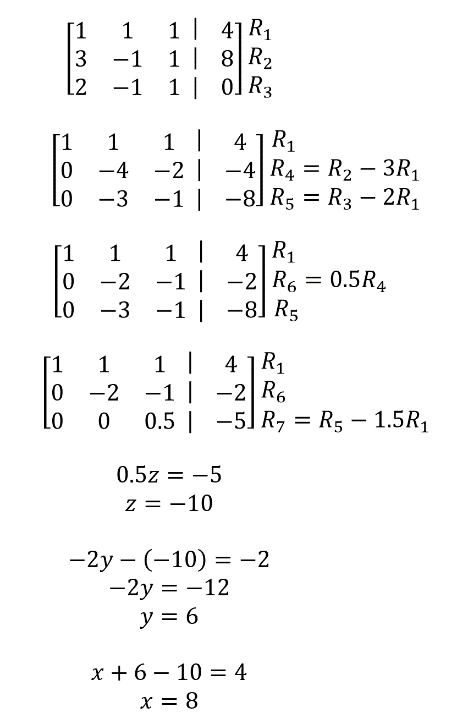 [1 1 1 | 4] R₁
[3 −1 1 | 8] R₂
[2 −1 1 | 0] R₃
[1 1 1 | 4] R₁
[0 −4 −2 | −4] R₄ = R₂ − 3R₁
[0 −3 −1 | −8] R₅ = R₃ − 2R₁
[1 1 1 | 4] R₁
[0 −2 −1 | −2] R₆ = 0.5R₄
[0 −3 −1 | −8] R₅
[1 1 1 | 4] R₁
[0 −2 −1 | −2] R₆
[0 0 0.5 | −5] R₇ = R₅ − 1.5R₁
0.5z = −5
z = −10
−2y − (−10) = −2
−2y = −12
y = 6
x + 6 − 10 = 4
x = 8